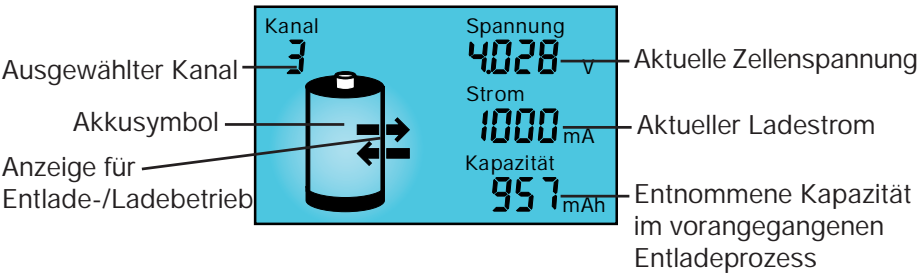 Kanal
3
Spannung
4.028 V
Strom
1000 mA
Kapazität
957 mAh
Ausgewählter Kanal
Akkusymbol
Anzeige für
Entlade-/Ladebetrieb
Aktuelle Zellenspannung
Aktueller Ladestrom
Entnommene Kapazität
im vorangegangenen
Entladeprozess